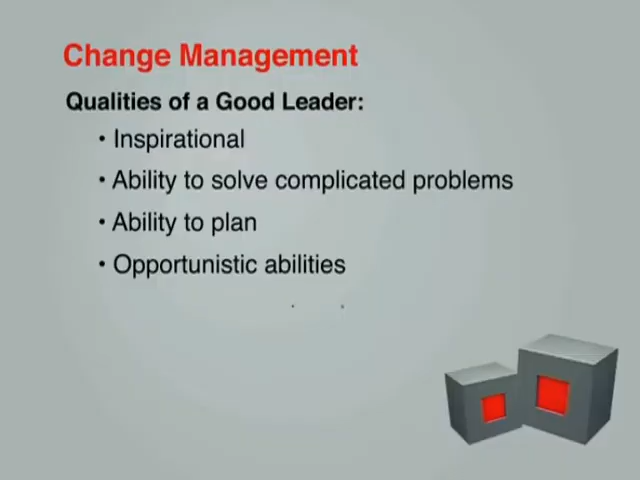 Change Management
Qualities of a Good Leader:
• Inspirational
• Ability to solve complicated problems
• Ability to plan
• Opportunistic abilities